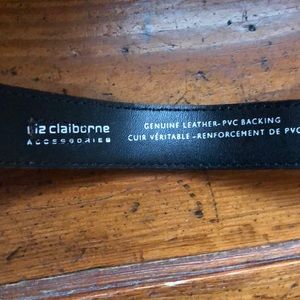 liz claiborne
ACCESSORIES
GENUINE LEATHER-PVC BACKING
CUIR VÉRITABLE -RENFORCEMENT DE PVC